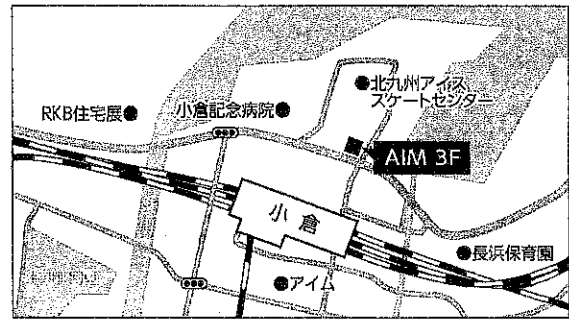 北九州アイス
スケートセンター
RKB住宅展
小倉記念病院
AIM 3F
小倉
長浜保育園
アイム